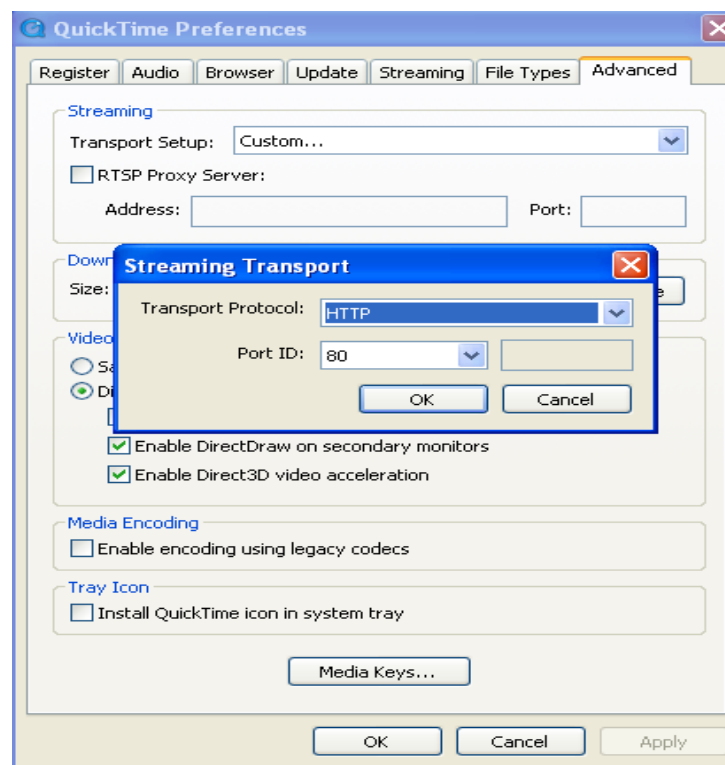 QuickTime Preferences
Register Audio Browser Update Streaming File Types Advanced
Streaming
Transport Setup: Custom...
RTSP Proxy Server:
Address: Port:
Streaming Transport
Size:
Transport Protocol: HTTP
Video
Port ID: 80
OK Cancel
Enable DirectDraw on secondary monitors
Enable Direct3D video acceleration
Media Encoding
Enable encoding using legacy codecs
Tray Icon
Install QuickTime icon in system tray
Media Keys...
OK Cancel Apply